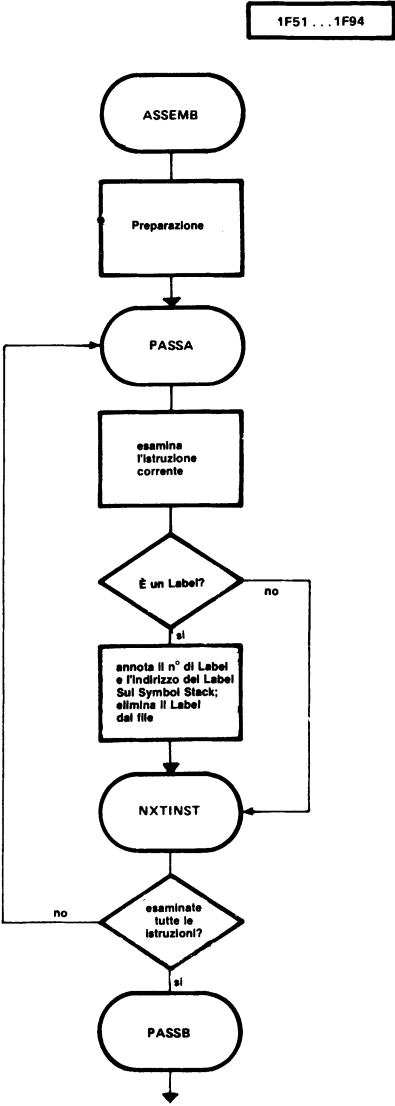 1F51 . . . 1F94
ASSEMB
Preparazione
PASSA
esamina
l'istruzione
corrente
È un Label?
no
si
annota il n° di Label
e l'indirizzo del Label
Sul Symbol Stack;
elimina il Label
dal file
NXTINST
no
esaminate
tutte le
istruzioni?
si
PASSB